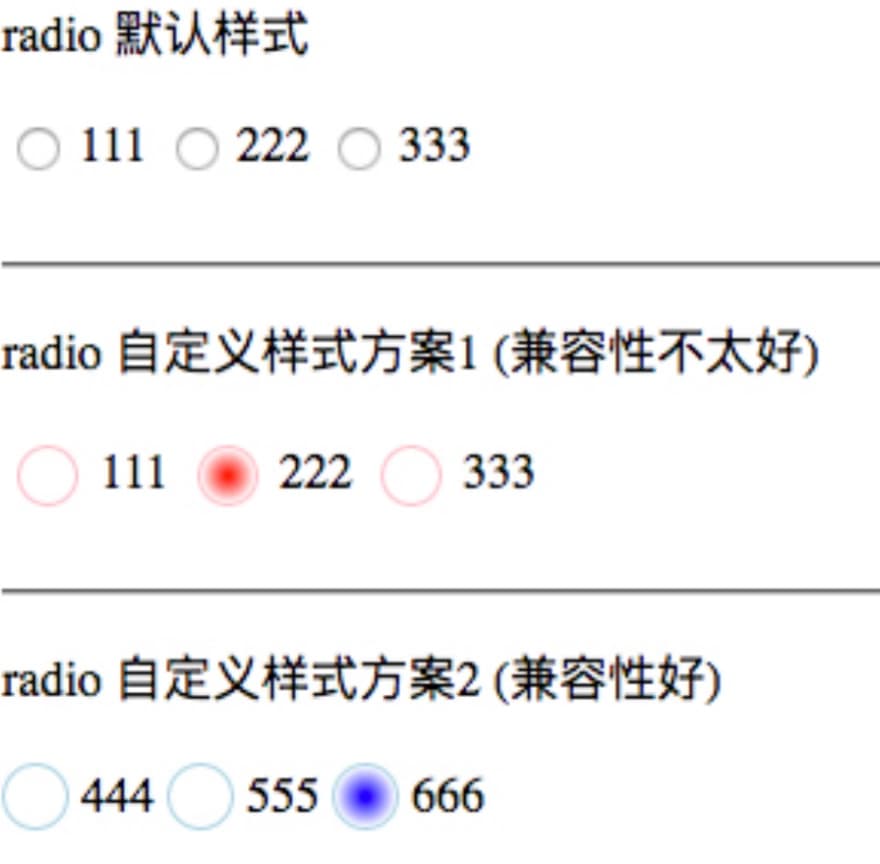 radio 默认样式
111 222 333
radio 自定义样式方案1 (兼容性不太好)
111 222 333
radio 自定义样式方案2 (兼容性好)
444 555 666